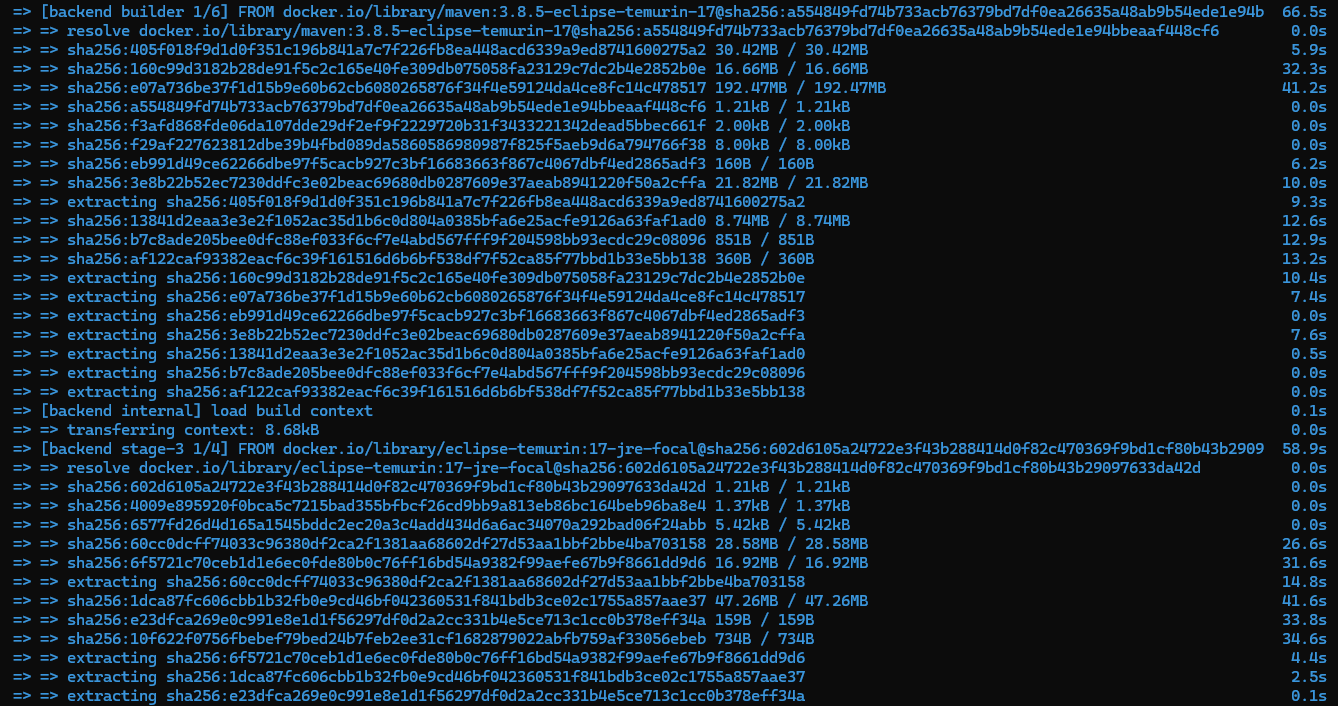 => [backend builder 1/6] FROM docker.io/library/maven:3.8.5-eclipse-temurin-17@sha256:a554849fd74b733acb76379bd7df0ea26635a48ab9b54ede1e94b 66.5s
=> => resolve docker.io/library/maven:3.8.5-eclipse-temurin-17@sha256:a554849fd74b733acb76379bd7df0ea26635a48ab9b54ede1e94bbeaaf448cf6 0.0s
=> => sha256:405f018f9d1d0f351c196b841a7c7f226fb8ea448acd6339a9ed8741600275a2 30.42MB / 30.42MB 5.9s
=> => sha256:160c99d3182b28de91f5c2c165e40fe309db075058fa23129c7dc2b4e2852b0e 16.66MB / 16.66MB 32.3s
=> => sha256:e07a736be37f1d15b9e60b62cb6080265876f34f4e59124da4ce8fc14c478517 192.47MB / 192.47MB 41.2s
=> => sha256:a554849fd74b733acb76379bd7df0ea26635a48ab9b54ede1e94bbeaaf448cf6 1.21kB / 1.21kB 0.0s
=> => sha256:f3afd868fde06da107dde29df2ef9f2229720b31f3433221342dead5bbec661f 2.00kB / 2.00kB 0.0s
=> => sha256:f29af227623812dbe39b4fbd089da5860586980987f825f5aeb9d6a794766f38 8.00kB / 8.00kB 0.0s
=> => sha256:eb991d49ce62266dbe97f5cacb927c3bf16683663f867c4067dbf4ed2865adf3 160B / 160B 6.2s
=> => sha256:3e8b22b52ec7230ddfc3e02beac69680db0287609e37aeab8941220f50a2cffa 21.82MB / 21.82MB 10.0s
=> => extracting sha256:405f018f9d1d0f351c196b841a7c7f226fb8ea448acd6339a9ed8741600275a2 9.3s
=> => sha256:13841d2eaa3e3e2f1052ac35d1b6c0d804a0385bfa6e25acfe9126a63faf1ad0 8.74MB / 8.74MB 12.6s
=> => sha256:b7c8ade205bee0dfc88ef033f6cf7e4abd567fff9f204598bb93ecdc29c08096 851B / 851B 12.9s
=> => sha256:af122caf93382eacf6c39f161516d6b6bf538df7f52ca85f77bbd1b33e5bb138 360B / 360B 13.2s
=> => extracting sha256:160c99d3182b28de91f5c2c165e40fe309db075058fa23129c7dc2b4e2852b0e 10.4s
=> => extracting sha256:e07a736be37f1d15b9e60b62cb6080265876f34f4e59124da4ce8fc14c478517 7.4s
=> => extracting sha256:eb991d49ce62266dbe97f5cacb927c3bf16683663f867c4067dbf4ed2865adf3 0.0s
=> => extracting sha256:3e8b22b52ec7230ddfc3e02beac69680db0287609e37aeab8941220f50a2cffa 7.6s
=> => extracting sha256:13841d2eaa3e3e2f1052ac35d1b6c0d804a0385bfa6e25acfe9126a63faf1ad0 0.5s
=> => extracting sha256:b7c8ade205bee0dfc88ef033f6cf7e4abd567fff9f204598bb93ecdc29c08096 0.0s
=> => extracting sha256:af122caf93382eacf6c39f161516d6b6bf538df7f52ca85f77bbd1b33e5bb138 0.0s
=> [backend internal] load build context 0.1s
=> => transferring context: 8.68kB 0.0s
=> [backend stage-3 1/4] FROM docker.io/library/eclipse-temurin:17-jre-focal@sha256:602d6105a24722e3f43b288414d0f82c470369f9bd1cf80b43b2909 58.9s
=> => resolve docker.io/library/eclipse-temurin:17-jre-focal@sha256:602d6105a24722e3f43b288414d0f82c470369f9bd1cf80b43b29097633da42d 0.0s
=> => sha256:602d6105a24722e3f43b288414d0f82c470369f9bd1cf80b43b29097633da42d 1.21kB / 1.21kB 0.0s
=> => sha256:4009e895920f0bca5c7215bad355bfbcf26cd9bb9a813eb86bc164beb96ba8e4 1.37kB / 1.37kB 0.0s
=> => sha256:6577fd26d4d165a1545bddc2ec20a3c4add434d6a6ac34070a292bad06f24abb 5.42kB / 5.42kB 0.0s
=> => sha256:60cc0dcff74033c96380df2ca2f1381aa68602df27d53aa1bbf2bbe4ba703158 28.58MB / 28.58MB 26.6s
=> => sha256:6f5721c70ceb1d1e6ec0fde80b0c76ff16bd54a9382f99aefe67b9f8661dd9d6 16.92MB / 16.92MB 31.6s
=> => extracting sha256:60cc0dcff74033c96380df2ca2f1381aa68602df27d53aa1bbf2bbe4ba703158 14.8s
=> => sha256:1dca87fc606cbb1b32fb0e9cd46bf042360531f841bdb3ce02c1755a857aae37 47.26MB / 47.26MB 41.6s
=> => sha256:e23dfca269e0c991e8e1d1f56297df0d2a2cc331b4e5ce713c1cc0b378eff34a 159B / 159B 33.8s
=> => sha256:10f622f0756fbebef79bed24b7feb2ee31cf1682879022abfb759af33056ebeb 734B / 734B 34.6s
=> => extracting sha256:6f5721c70ceb1d1e6ec0fde80b0c76ff16bd54a9382f99aefe67b9f8661dd9d6 4.4s
=> => extracting sha256:1dca87fc606cbb1b32fb0e9cd46bf042360531f841bdb3ce02c1755a857aae37 2.5s
=> => extracting sha256:e23dfca269e0c991e8e1d1f56297df0d2a2cc331b4e5ce713c1cc0b378eff34a 0.1s